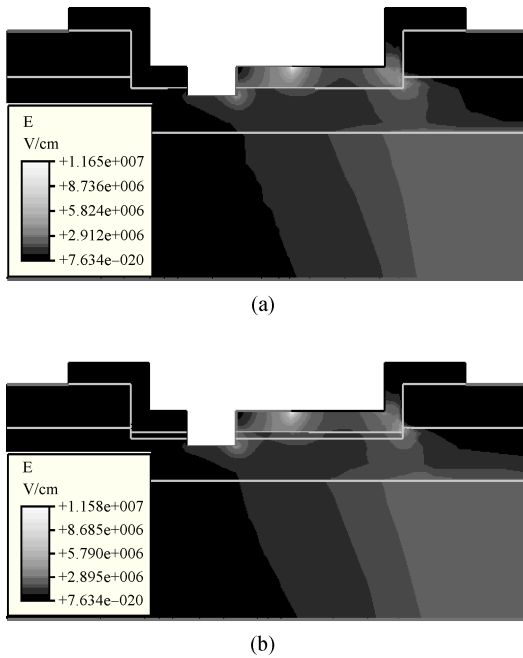 E
V/cm
+1.165e+007
+8.736e+006
+5.824e+006
+2.912e+006
+7.634e−020
(a)
E
V/cm
+1.158e+007
+8.685e+006
+5.790e+006
+2.895e+006
+7.634e−020
(b)